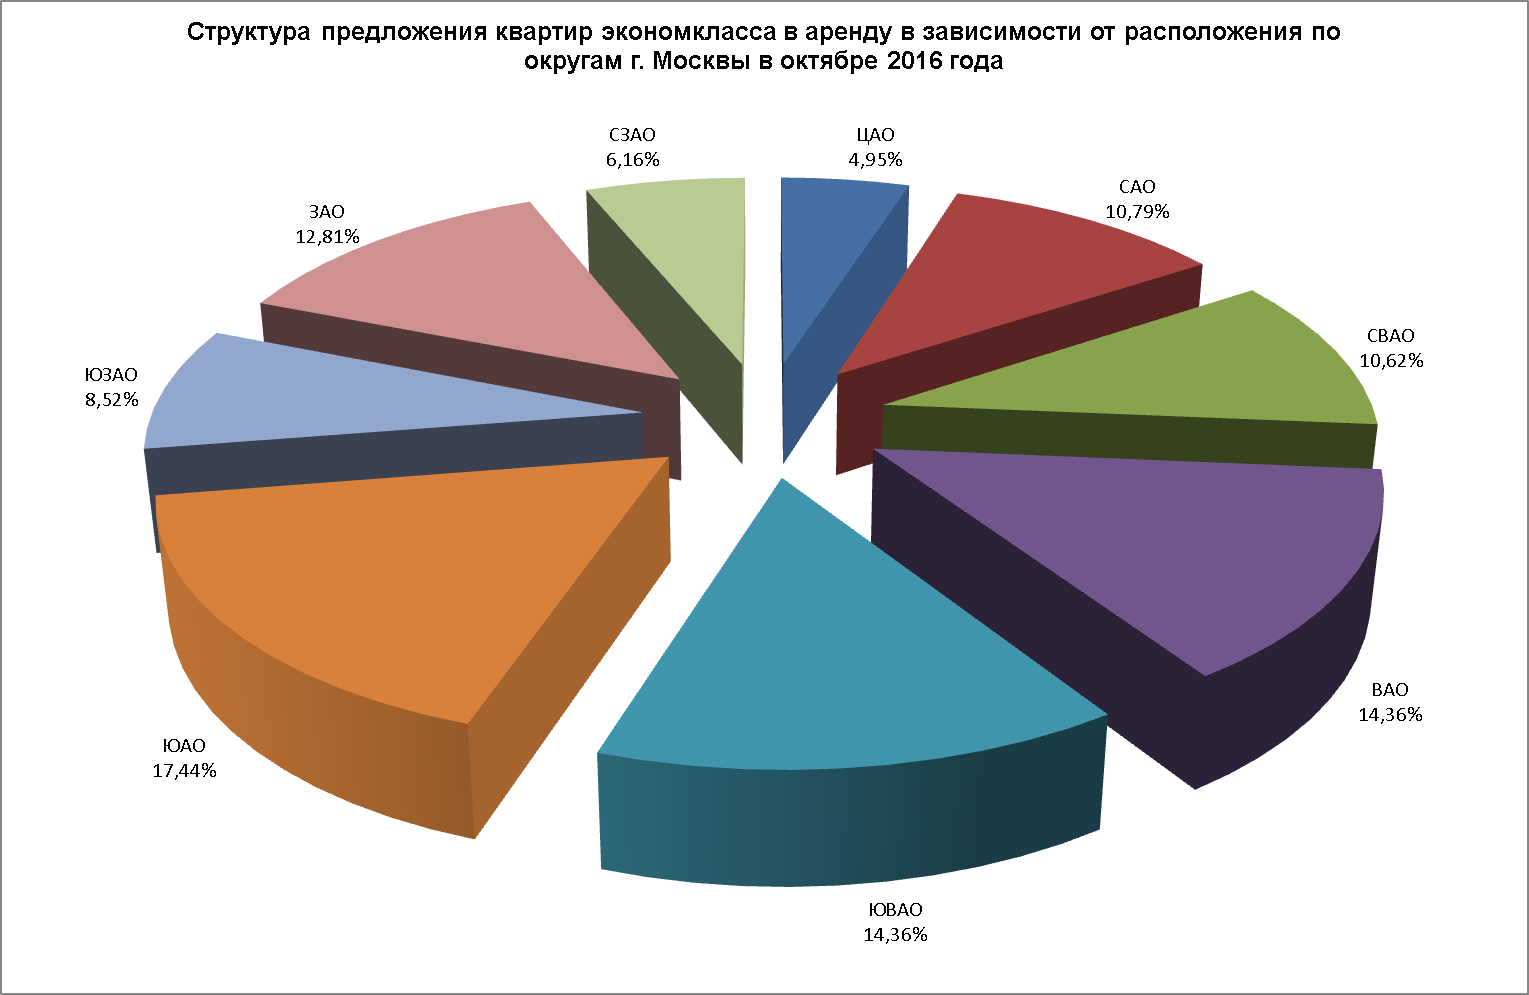 Структура предложения квартир экономкласса в аренду в зависимости от расположения по
округам г. Москвы в октябре 2016 года
СЗАО
6,16%
ЦАО
4,95%
САО
10,79%
ЗАО
12,81%
СВАО
10,62%
ЮЗАО
8,52%
ВАО
14,36%
ЮАО
17,44%
ЮВАО
14,36%